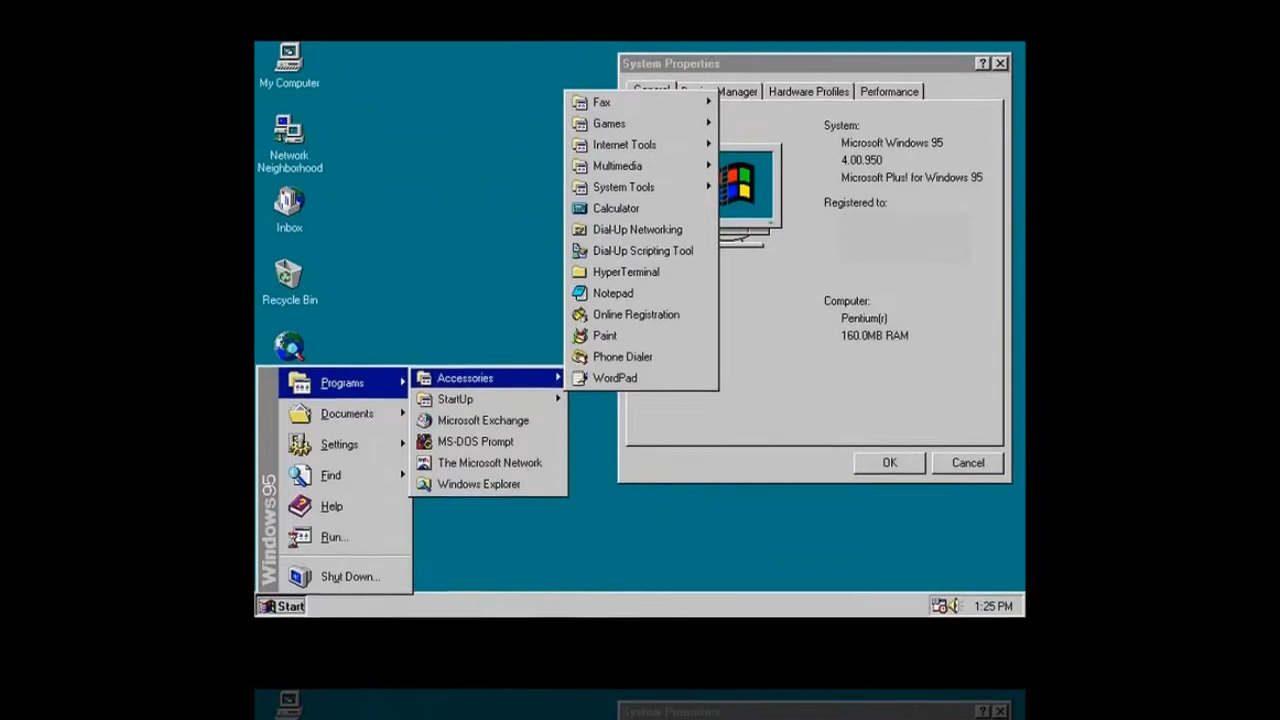 My Computer
Network
Neighborhood
Inbox
Recycle Bin
System Properties
General
Manager
Hardware Profiles
Performance
System:
Microsoft Windows 95
4.00.950
Microsoft Plus! for Windows 95
Registered to:
Computer:
Pentium(r)
160.0MB RAM
OK
Cancel
Fax
Games
Internet Tools
Multimedia
System Tools
Calculator
Dial-Up Networking
Dial-Up Scripting Tool
HyperTerminal
Notepad
Online Registration
Paint
Phone Dialer
WordPad
Accessories
StartUp
Microsoft Exchange
MS-DOS Prompt
The Microsoft Network
Windows Explorer
Programs
Documents
Settings
Find
Help
Run...
Shut Down...
Windows95
Start
1:25 PM
System Properties